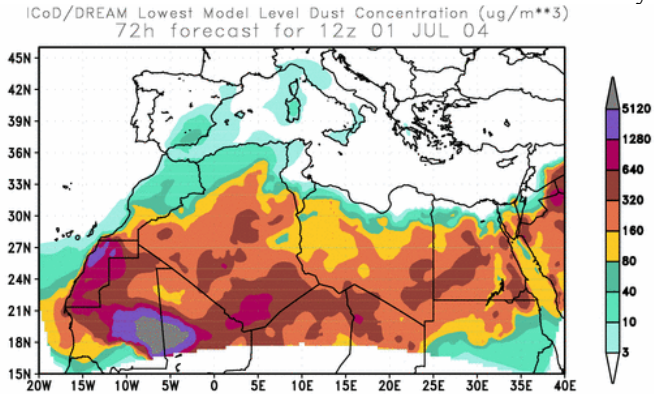 ICoD/DREAM Lowest Model Level Dust Concentration (ug/m**3)
72h forecast for 12z 01 JUL 04
45N
42N
39N
36N
33N
30N
27N
24N
21N
18N
15N
20W 15W 10W 5W 0 5E 10E 15E 20E 25E 30E 35E 40E
5120
1280
640
320
160
80
40
10
3